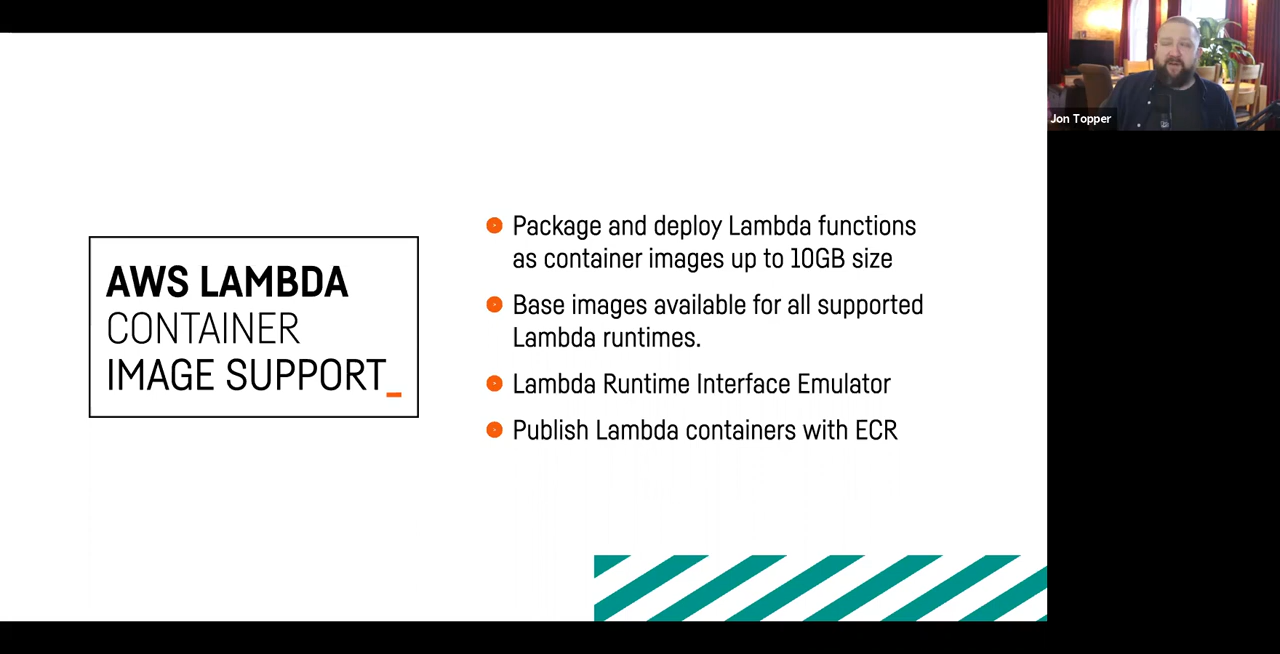 AWS LAMBDA
CONTAINER
IMAGE SUPPORT_
Package and deploy Lambda functions
as container images up to 10GB size
Base images available for all supported
Lambda runtimes.
Lambda Runtime Interface Emulator
Publish Lambda containers with ECR
Jon Topper